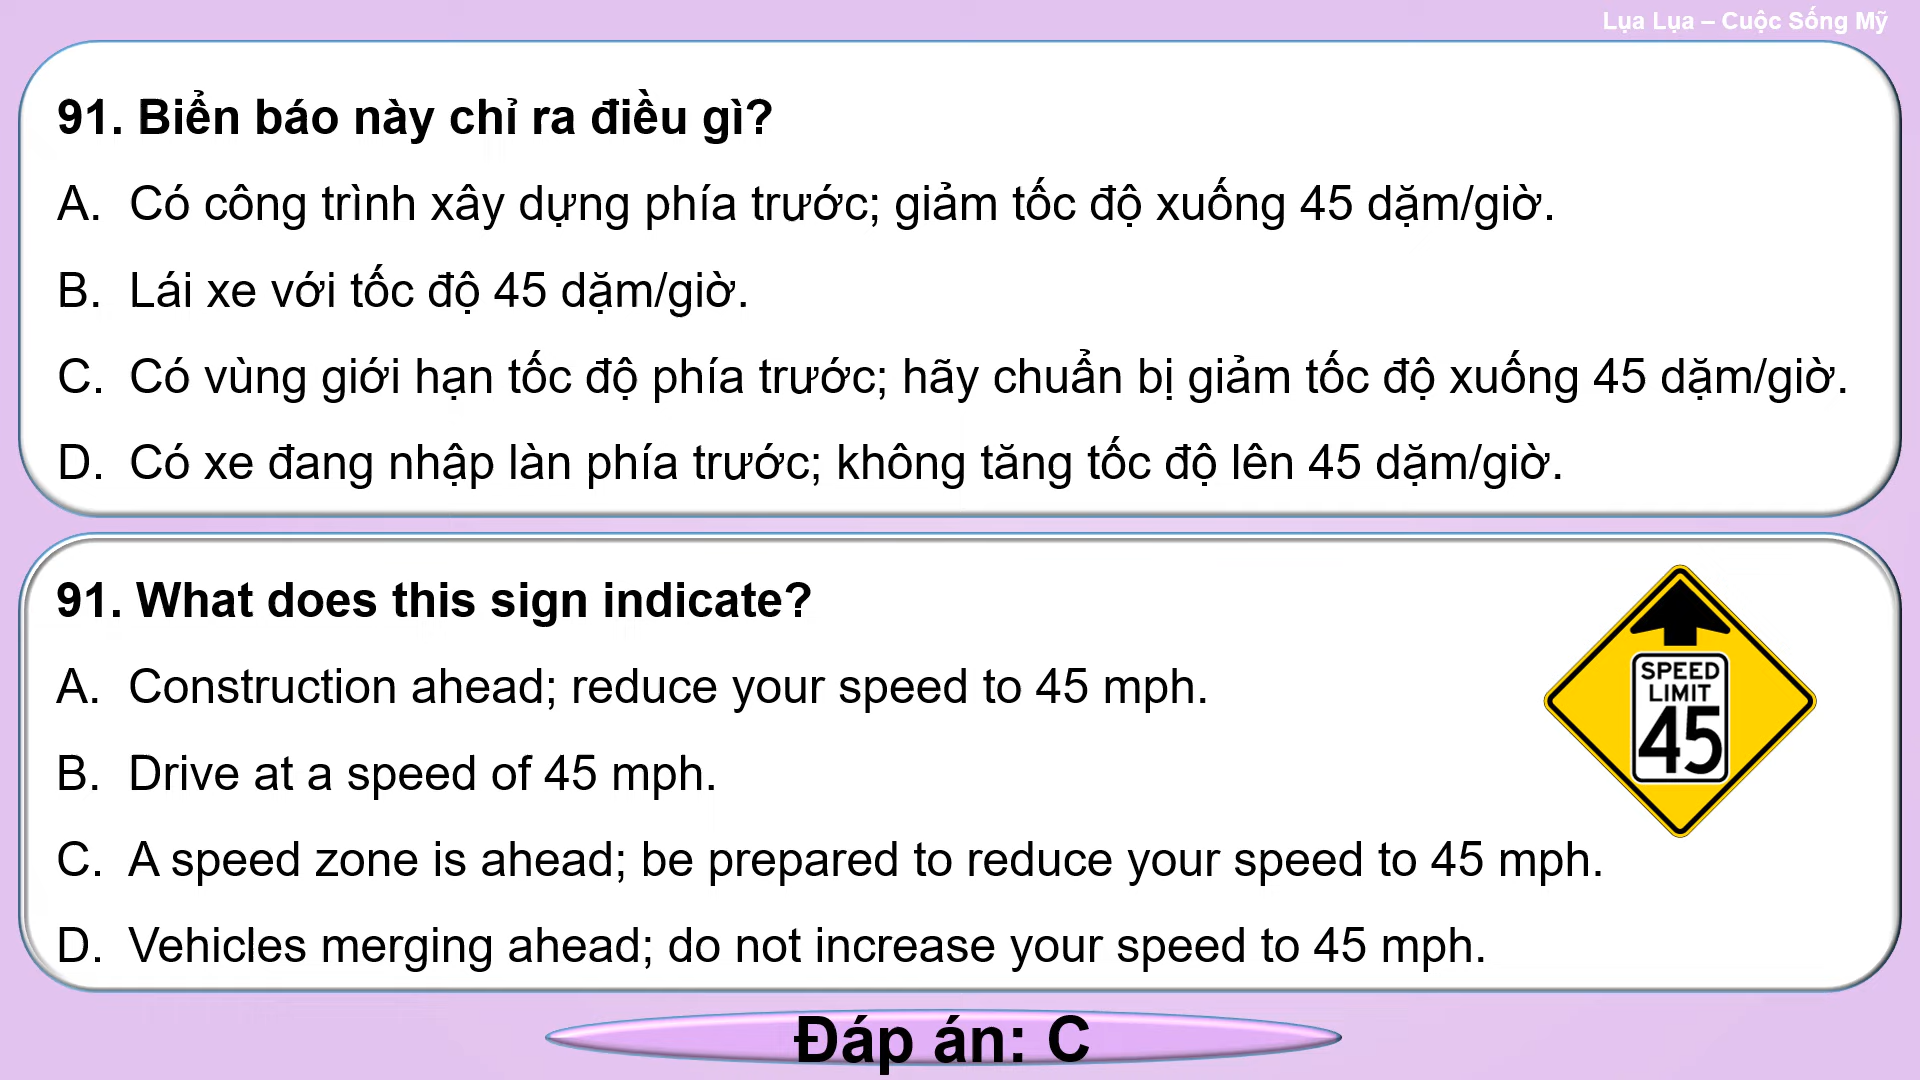 Lụa Lụa – Cuộc Sống Mỹ
91. Biển báo này chỉ ra điều gì?
A. Có công trình xây dựng phía trước; giảm tốc độ xuống 45 dặm/giờ.
B. Lái xe với tốc độ 45 dặm/giờ.
C. Có vùng giới hạn tốc độ phía trước; hãy chuẩn bị giảm tốc độ xuống 45 dặm/giờ.
D. Có xe đang nhập làn phía trước; không tăng tốc độ lên 45 dặm/giờ.
91. What does this sign indicate?
A. Construction ahead; reduce your speed to 45 mph.
B. Drive at a speed of 45 mph.
C. A speed zone is ahead; be prepared to reduce your speed to 45 mph.
D. Vehicles merging ahead; do not increase your speed to 45 mph.
SPEED
LIMIT
45
Đáp án: C